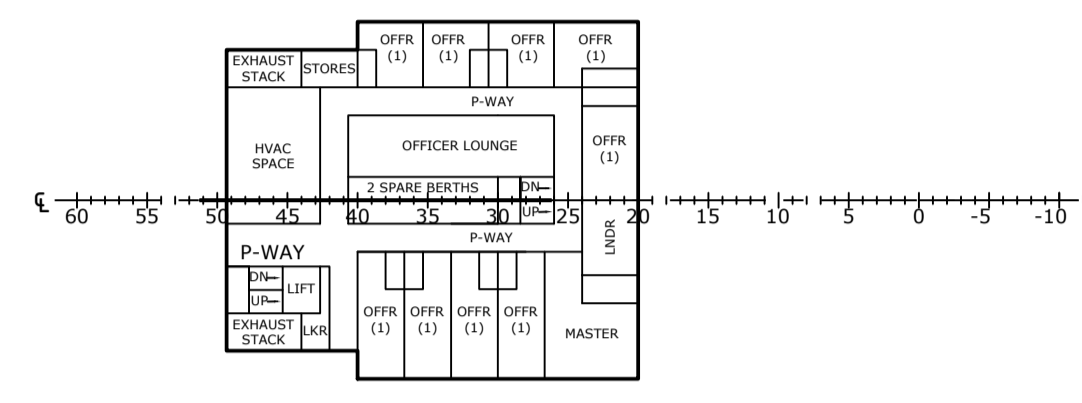 OFFR
(1)
OFFR
(1)
OFFR
(1)
OFFR
(1)
EXHAUST
STACK
STORES
P-WAY
HVAC
SPACE
OFFICER LOUNGE
OFFR
(1)
2 SPARE BERTHS
DN
℄
60 55 50 45 40 35 30 25 20 15 10 5 0 -5 -10
UP
LNDR
P-WAY
P-WAY
DN
LIFT
UP
EXHAUST
STACK
LKR
OFFR
(1)
OFFR
(1)
OFFR
(1)
OFFR
(1)
MASTER